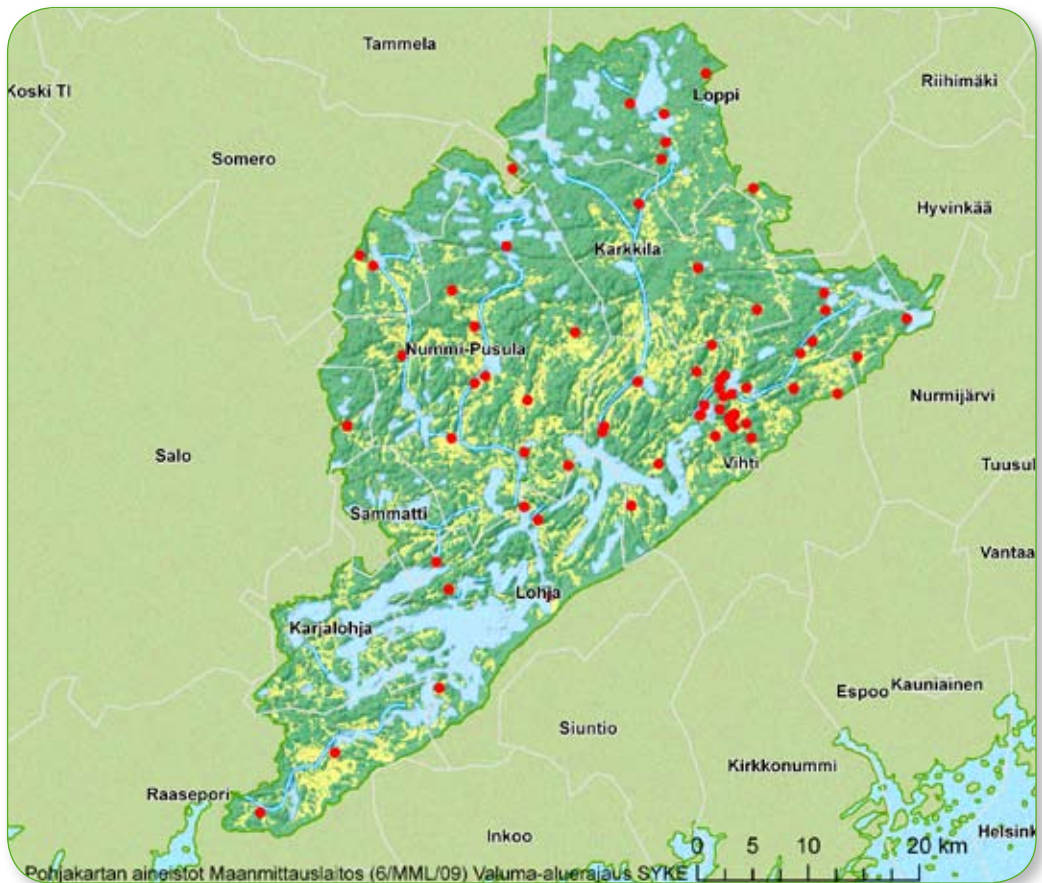 Tammela
Koski Tl
Loppi
Riihimäki
Somero
Hyvinkää
Karkkila
Nummi-Pusula
Nurmijärvi
Salo
Vihti
Tuusul
Sammatti
Vantaa
Lohja
Karjalohja
Espoo
Kauniainen
Siuntio
Kirkkonummi
Raasepori
Inkoo
Helsink
0 5 10 20 km
Pohjakartan aineistot Maanmittauslaitos (6/MML/09) Valuma-aluerajaus SYKE